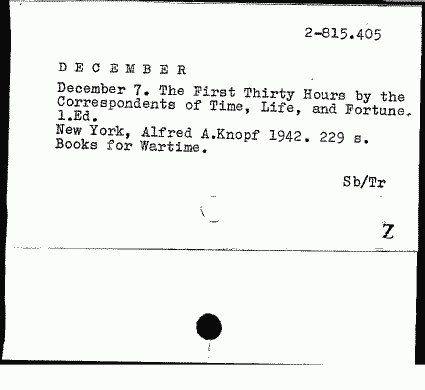 2-815.405
D E C E M B E R
December 7. The First Thirty Hours by the
Correspondents of Time, Life, and Fortune.
1.Ed.
New York, Alfred A.Knopf 1942. 229 s.
Books for Wartime.
Sb/Tr
Z